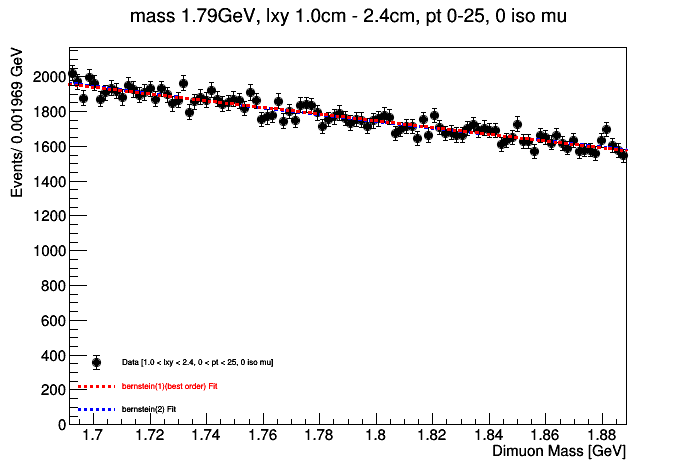 mass 1.79GeV, lxy 1.0cm - 2.4cm, pt 0-25, 0 iso mu
Events/ 0.001969 GeV
2000
1800
1600
1400
1200
1000
800
600
400
200
0
Data [1.0 < lxy < 2.4, 0 < pt < 25, 0 iso mu]
bernstein(1)(best order) Fit
bernstein(2) Fit
1.7 1.72 1.74 1.76 1.78 1.8 1.82 1.84 1.86 1.88
Dimuon Mass [GeV]